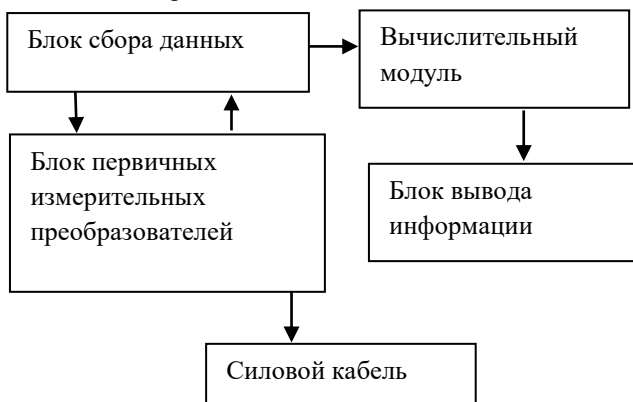 Блок сбора данных
Вычислительный
модуль
Блок первичных
измерительных
преобразователей
Блок вывода
информации
Силовой кабель